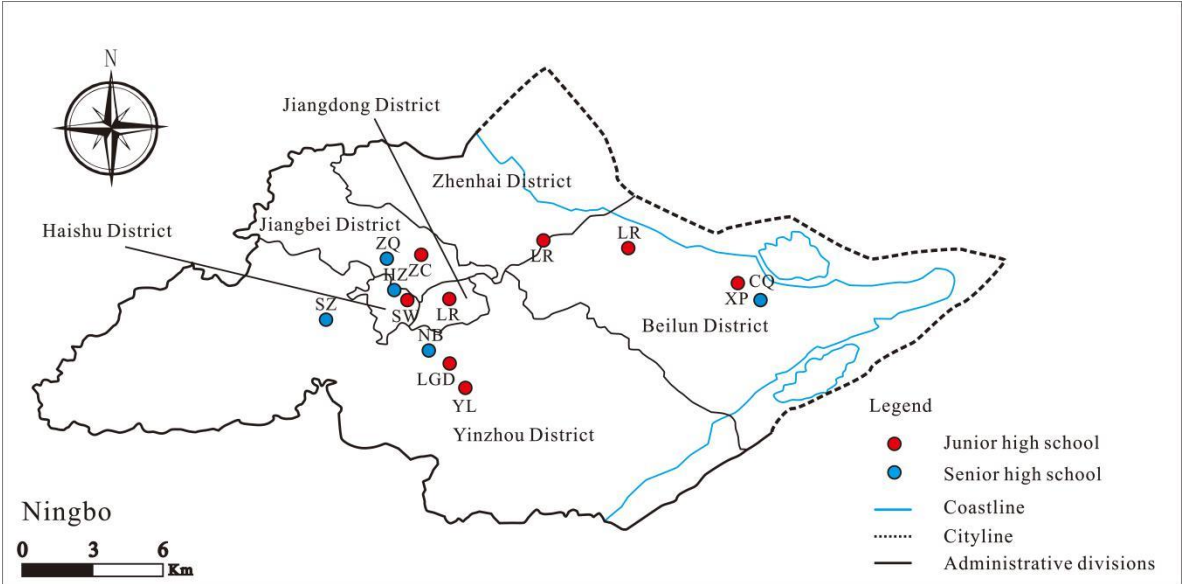 N
Jiangdong District
Zhenhai District
Haishu District
Jiangbei District
ZQ
ZC
HZ
SW
LR
LR
LR
SZ
NB
LGD
YL
CQ
XP
Beilun District
Yinzhou District
Legend
Junior high school
Senior high school
Coastline
Cityline
Administrative divisions
Ningbo
0 3 6
Km